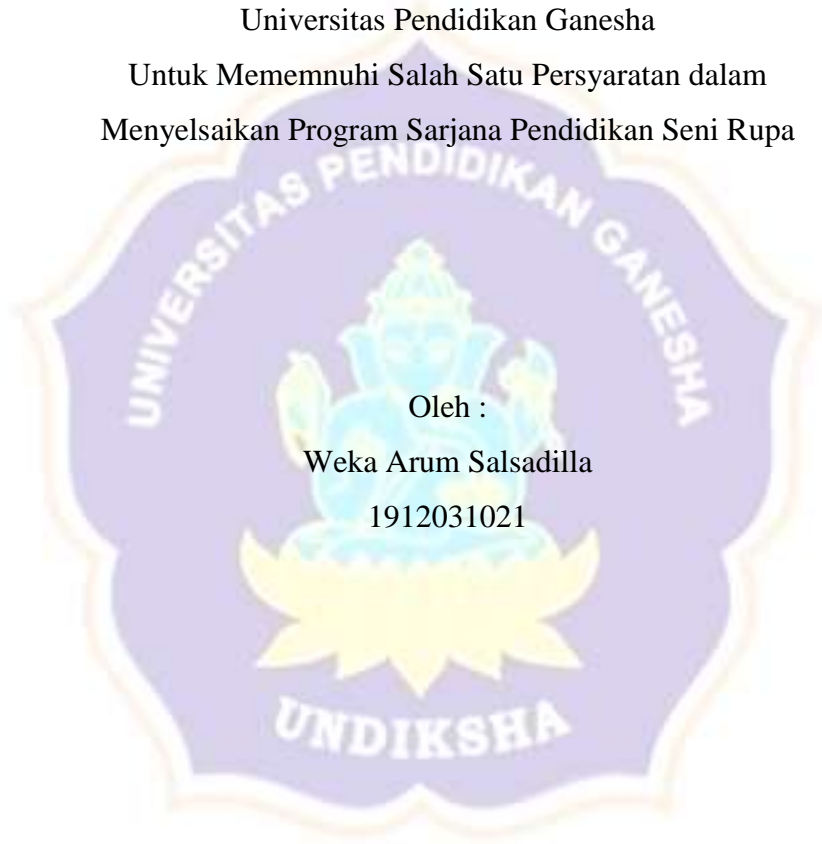 Universitas Pendidikan Ganesha
Untuk Mememnuhi Salah Satu Persyaratan dalam
Menyelsaikan Program Sarjana Pendidikan Seni Rupa
UNIVERSITAS PENDIDIKAN GANESHA
Oleh :
Weka Arum Salsadilla
1912031021
UNDIKSHA